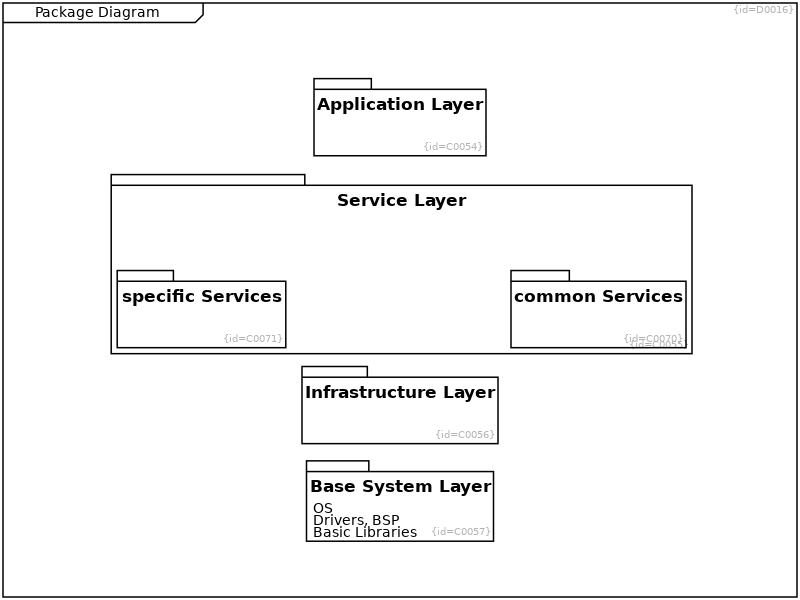 Package Diagram
{id=D0016}
Application Layer
{id=C0054}
Service Layer
specific Services
{id=C0071}
common Services
{id=C0070}
{id=C0055}
Infrastructure Layer
{id=C0056}
Base System Layer
OS
Drivers, BSP
Basic Libraries
{id=C0057}